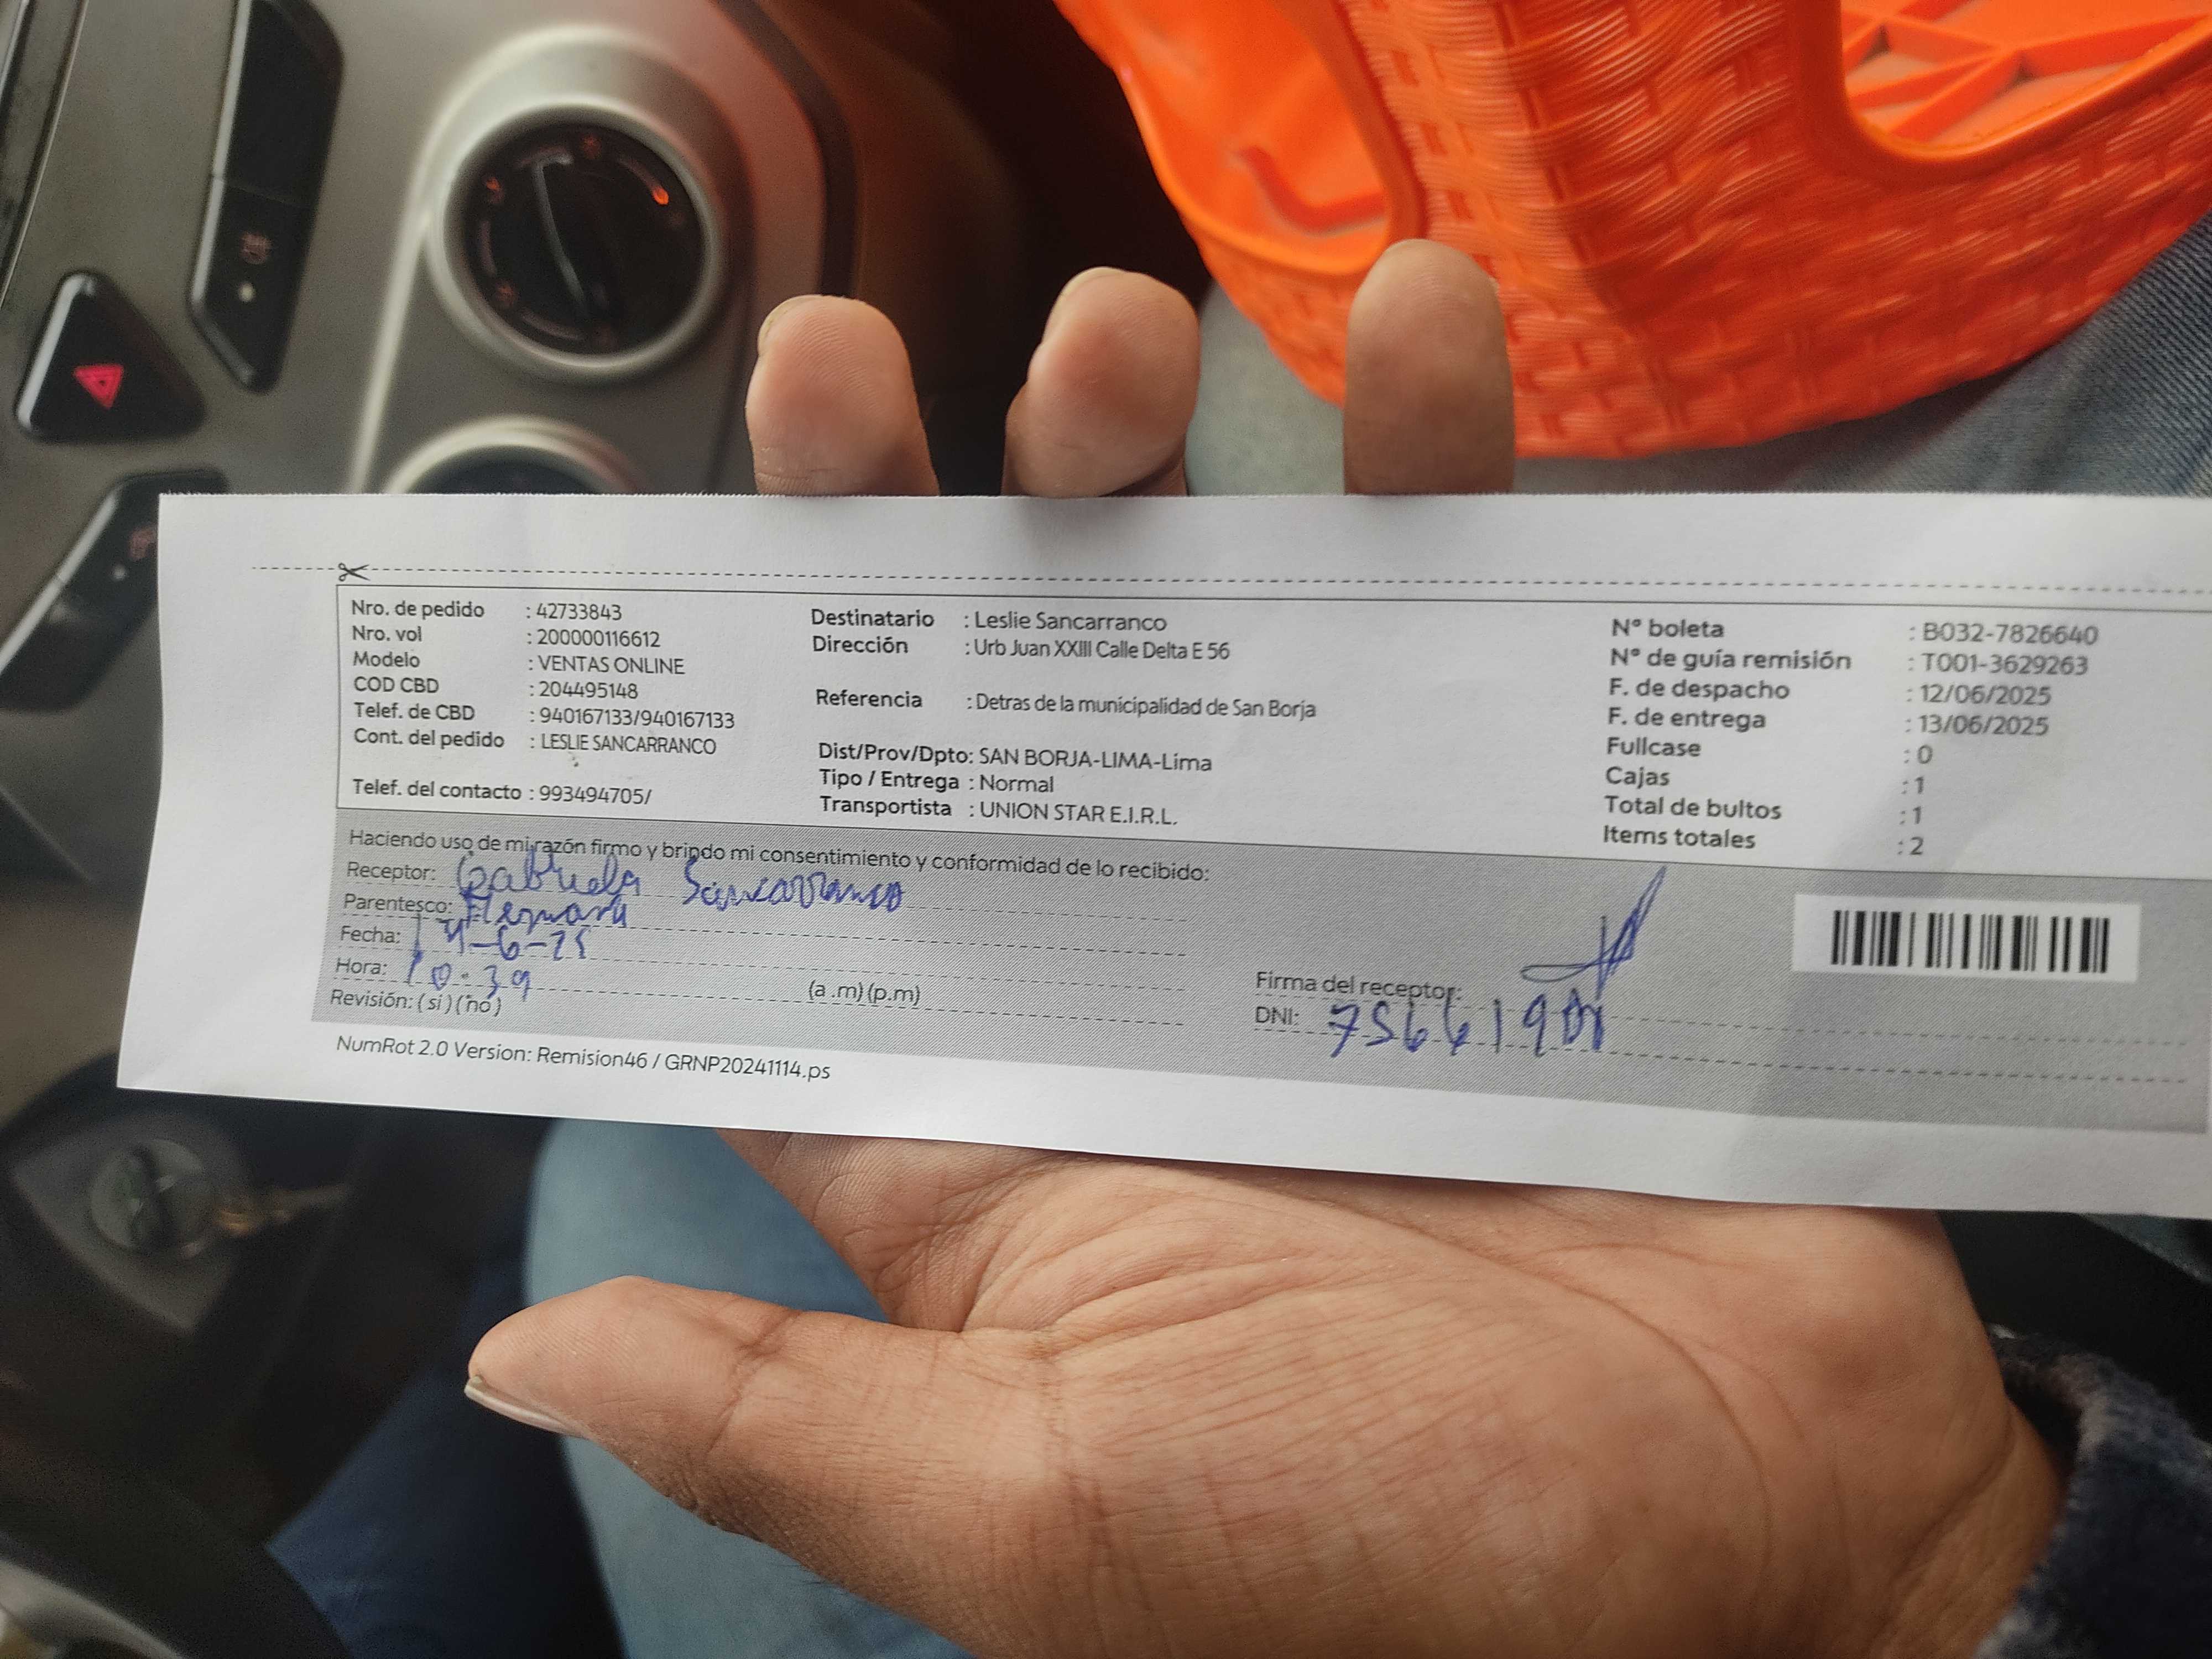 Nro. de pedido : 42733843
Nro. vol : 200000116612
Modelo : VENTAS ONLINE
COD CBD : 204495148
Telef. de CBD : 940167133/940167133
Cont. del pedido : LESLIE SANCARRANCO
Telef. del contacto : 993494705/
Destinatario : Leslie Sancarranco
Dirección : Urb Juan XXIII Calle Delta E 56
Referencia : Detras de la municipalidad de San Borja
Dist/Prov/Dpto: SAN BORJA-LIMA-Lima
Tipo / Entrega : Normal
Transportista : UNION STAR E.I.R.L.
N° boleta : B032-7826640
N° de guía remisión : T001-3629263
F. de despacho : 12/06/2025
F. de entrega : 13/06/2025
Fullcase : 0
Cajas : 1
Total de bultos : 1
Items totales : 2
Haciendo uso de mi razón firmo y brindo mi consentimiento y conformidad de lo recibido:
Receptor: Gabriela Sancarranco
Parentesco: Hermana
Fecha:
Hora: 10:39 (a .m) (p.m)
Revisión: ( si ) ( no )
Firma del receptor:
DNI:
NumRot 2.0 Version: Remision46 / GRNP20241114.ps